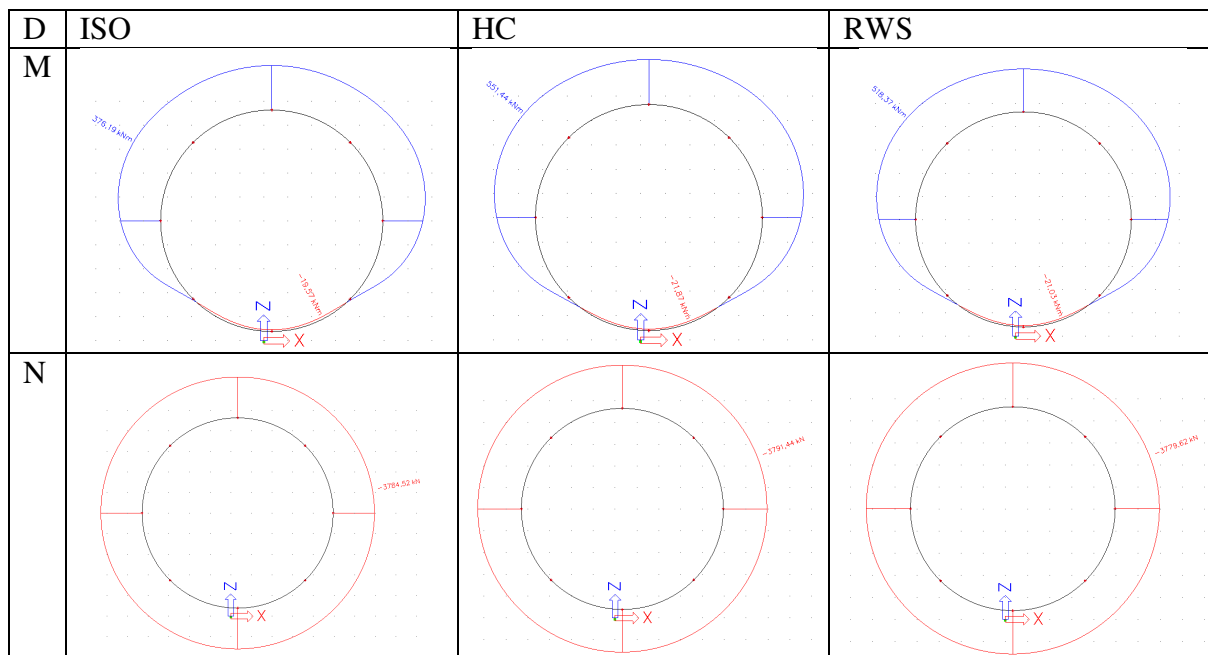 D ISO HC RWS
M
376,19 kNm
-19,57 kNm
Z
X
551,44 kNm
-21,87 kNm
Z
X
518,37 kNm
-21,03 kNm
Z
X
N
-3784,52 kN
Z
X
-3791,44 kN
Z
X
-3779,62 kN
Z
X